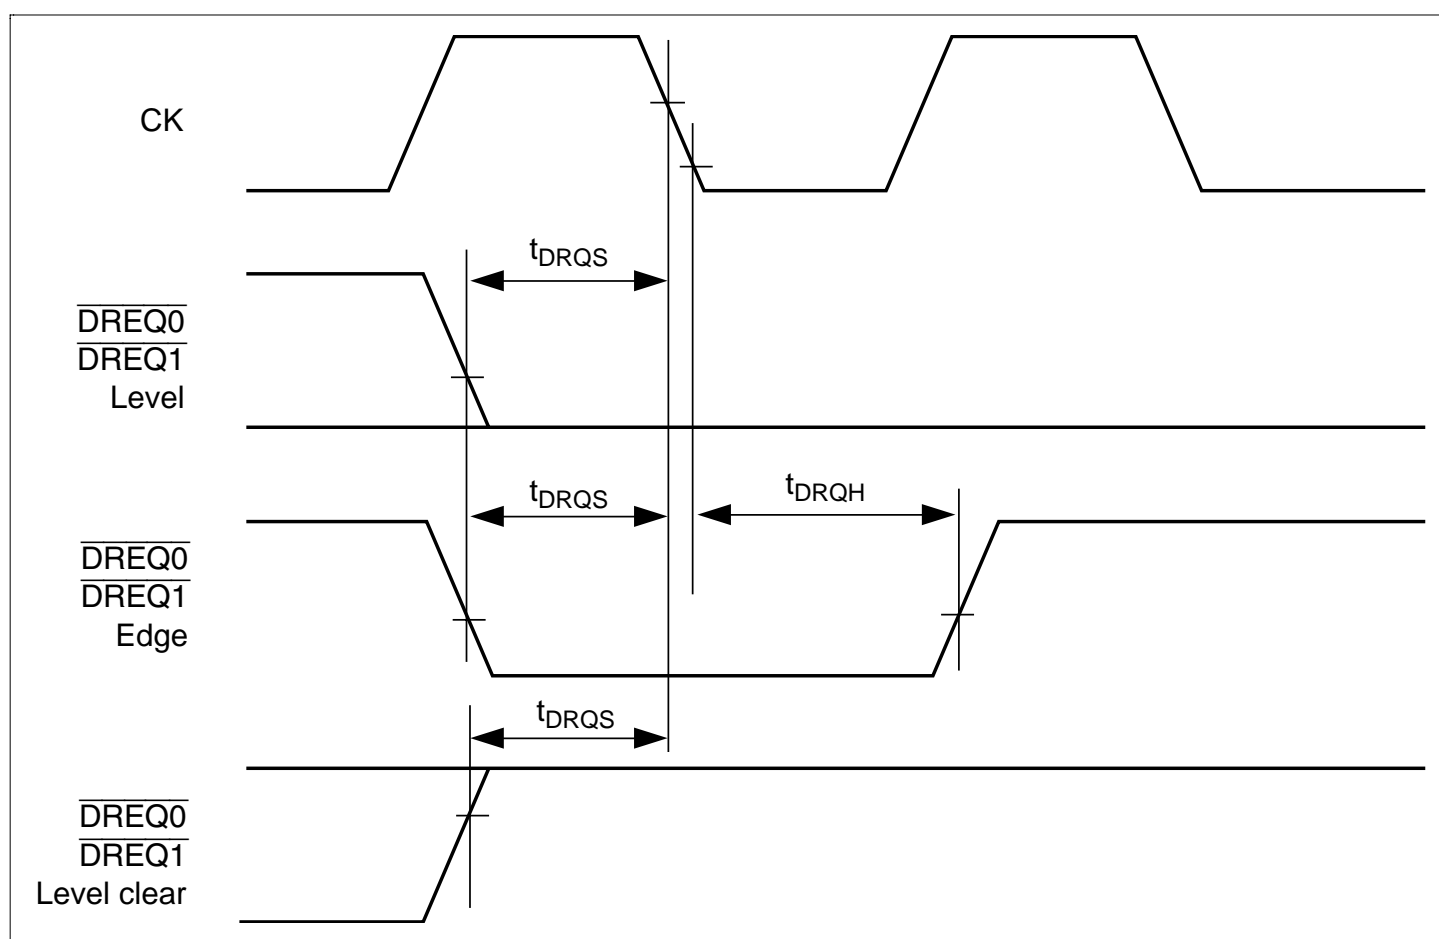 CK
tDRQS
DREQ0
DREQ1
Level
tDRQS
tDRQH
DREQ0
DREQ1
Edge
tDRQS
DREQ0
DREQ1
Level clear